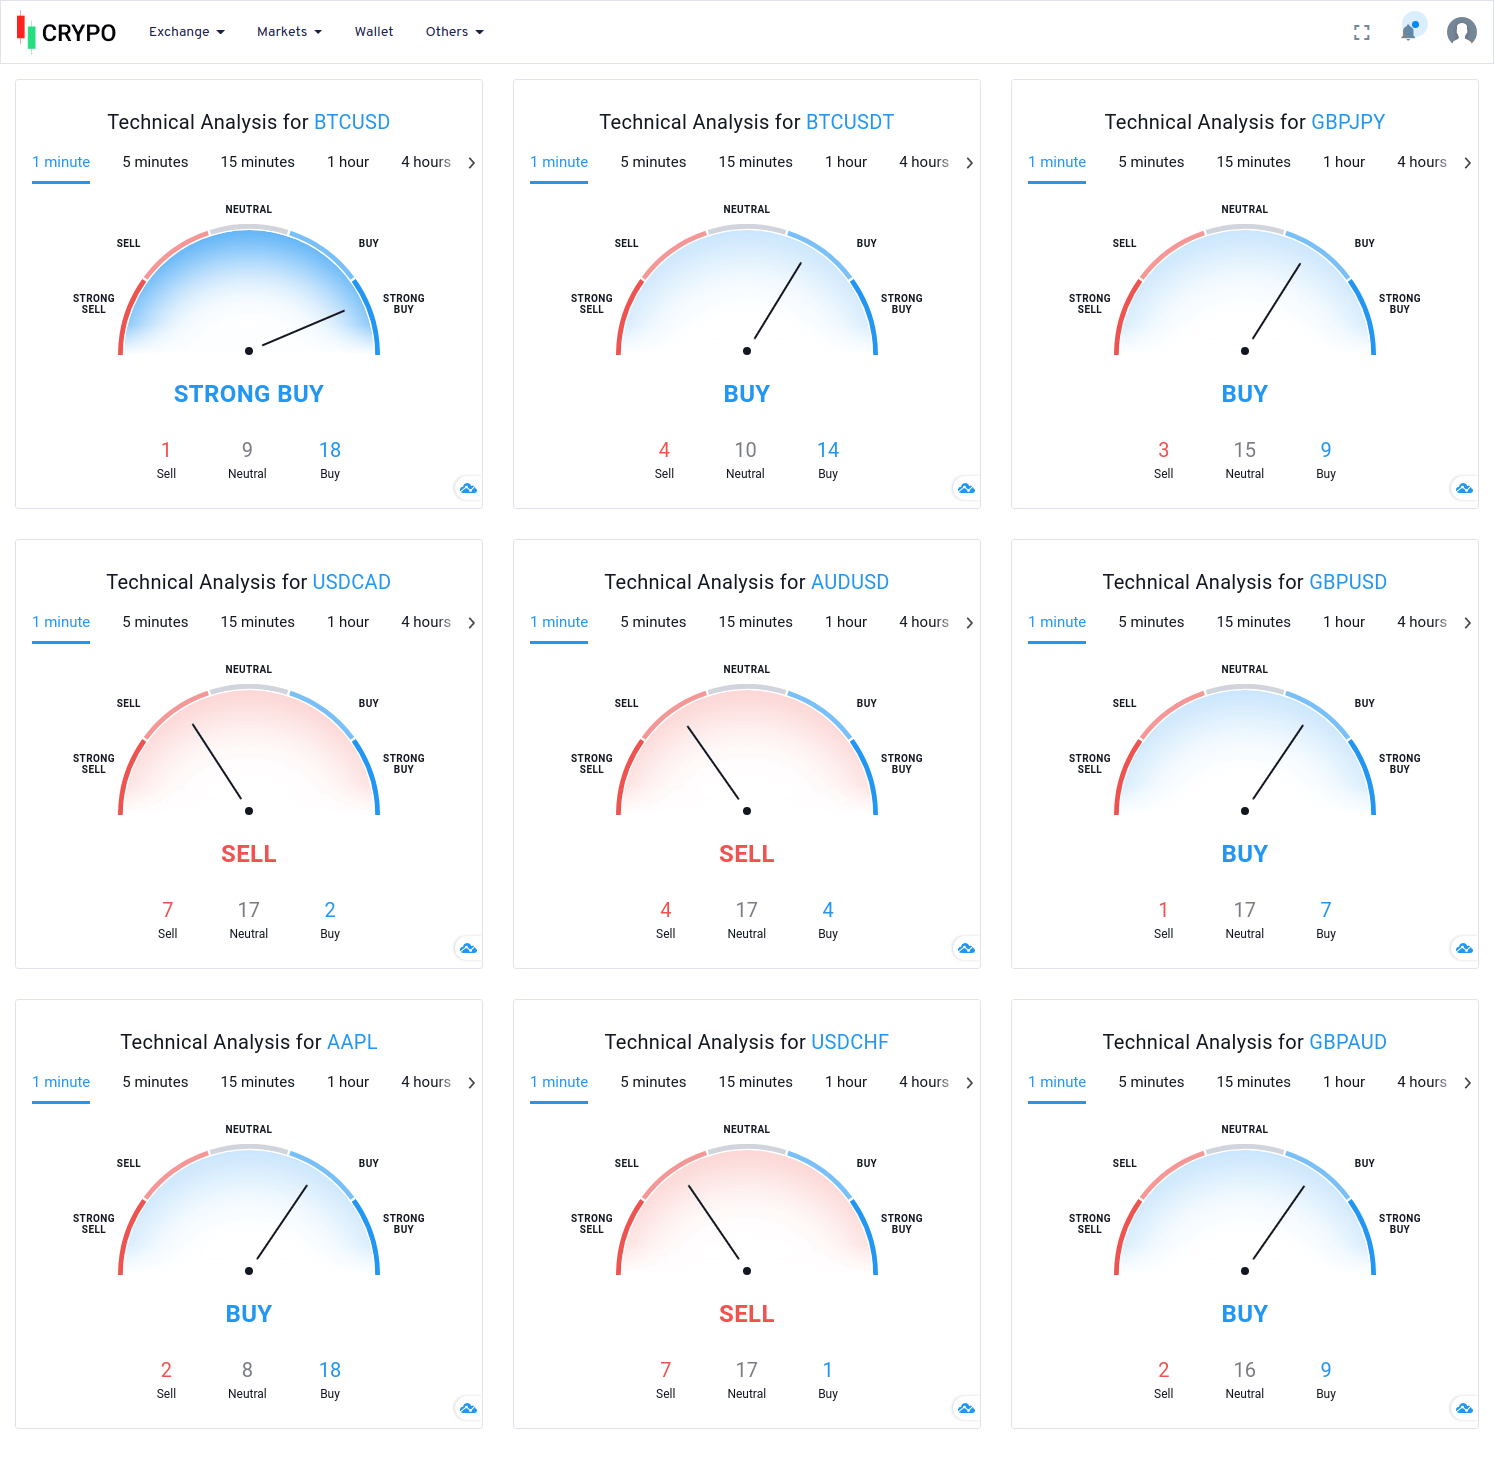 CRYPO Exchange Markets Wallet Others
Technical Analysis for BTCUSD
1 minute 5 minutes 15 minutes 1 hour 4 hours
NEUTRAL
SELL BUY
STRONG SELL STRONG BUY
STRONG BUY
1 9 18
Sell Neutral Buy
Technical Analysis for BTCUSDT
1 minute 5 minutes 15 minutes 1 hour 4 hours
NEUTRAL
SELL BUY
STRONG SELL STRONG BUY
BUY
4 10 14
Sell Neutral Buy
Technical Analysis for GBPJPY
1 minute 5 minutes 15 minutes 1 hour 4 hours
NEUTRAL
SELL BUY
STRONG SELL STRONG BUY
BUY
3 15 9
Sell Neutral Buy
Technical Analysis for USDCAD
1 minute 5 minutes 15 minutes 1 hour 4 hours
NEUTRAL
SELL BUY
STRONG SELL STRONG BUY
SELL
7 17 2
Sell Neutral Buy
Technical Analysis for AUDUSD
1 minute 5 minutes 15 minutes 1 hour 4 hours
NEUTRAL
SELL BUY
STRONG SELL STRONG BUY
SELL
4 17 4
Sell Neutral Buy
Technical Analysis for GBPUSD
1 minute 5 minutes 15 minutes 1 hour 4 hours
NEUTRAL
SELL BUY
STRONG SELL STRONG BUY
BUY
1 17 7
Sell Neutral Buy
Technical Analysis for AAPL
1 minute 5 minutes 15 minutes 1 hour 4 hours
NEUTRAL
SELL BUY
STRONG SELL STRONG BUY
BUY
2 8 18
Sell Neutral Buy
Technical Analysis for USDCHF
1 minute 5 minutes 15 minutes 1 hour 4 hours
NEUTRAL
SELL BUY
STRONG SELL STRONG BUY
SELL
7 17 1
Sell Neutral Buy
Technical Analysis for GBPAUD
1 minute 5 minutes 15 minutes 1 hour 4 hours
NEUTRAL
SELL BUY
STRONG SELL STRONG BUY
BUY
2 16 9
Sell Neutral Buy